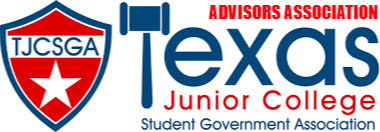 TJCSGA
ADVISORS ASSOCIATION
Texas
Junior College
Student Government Association